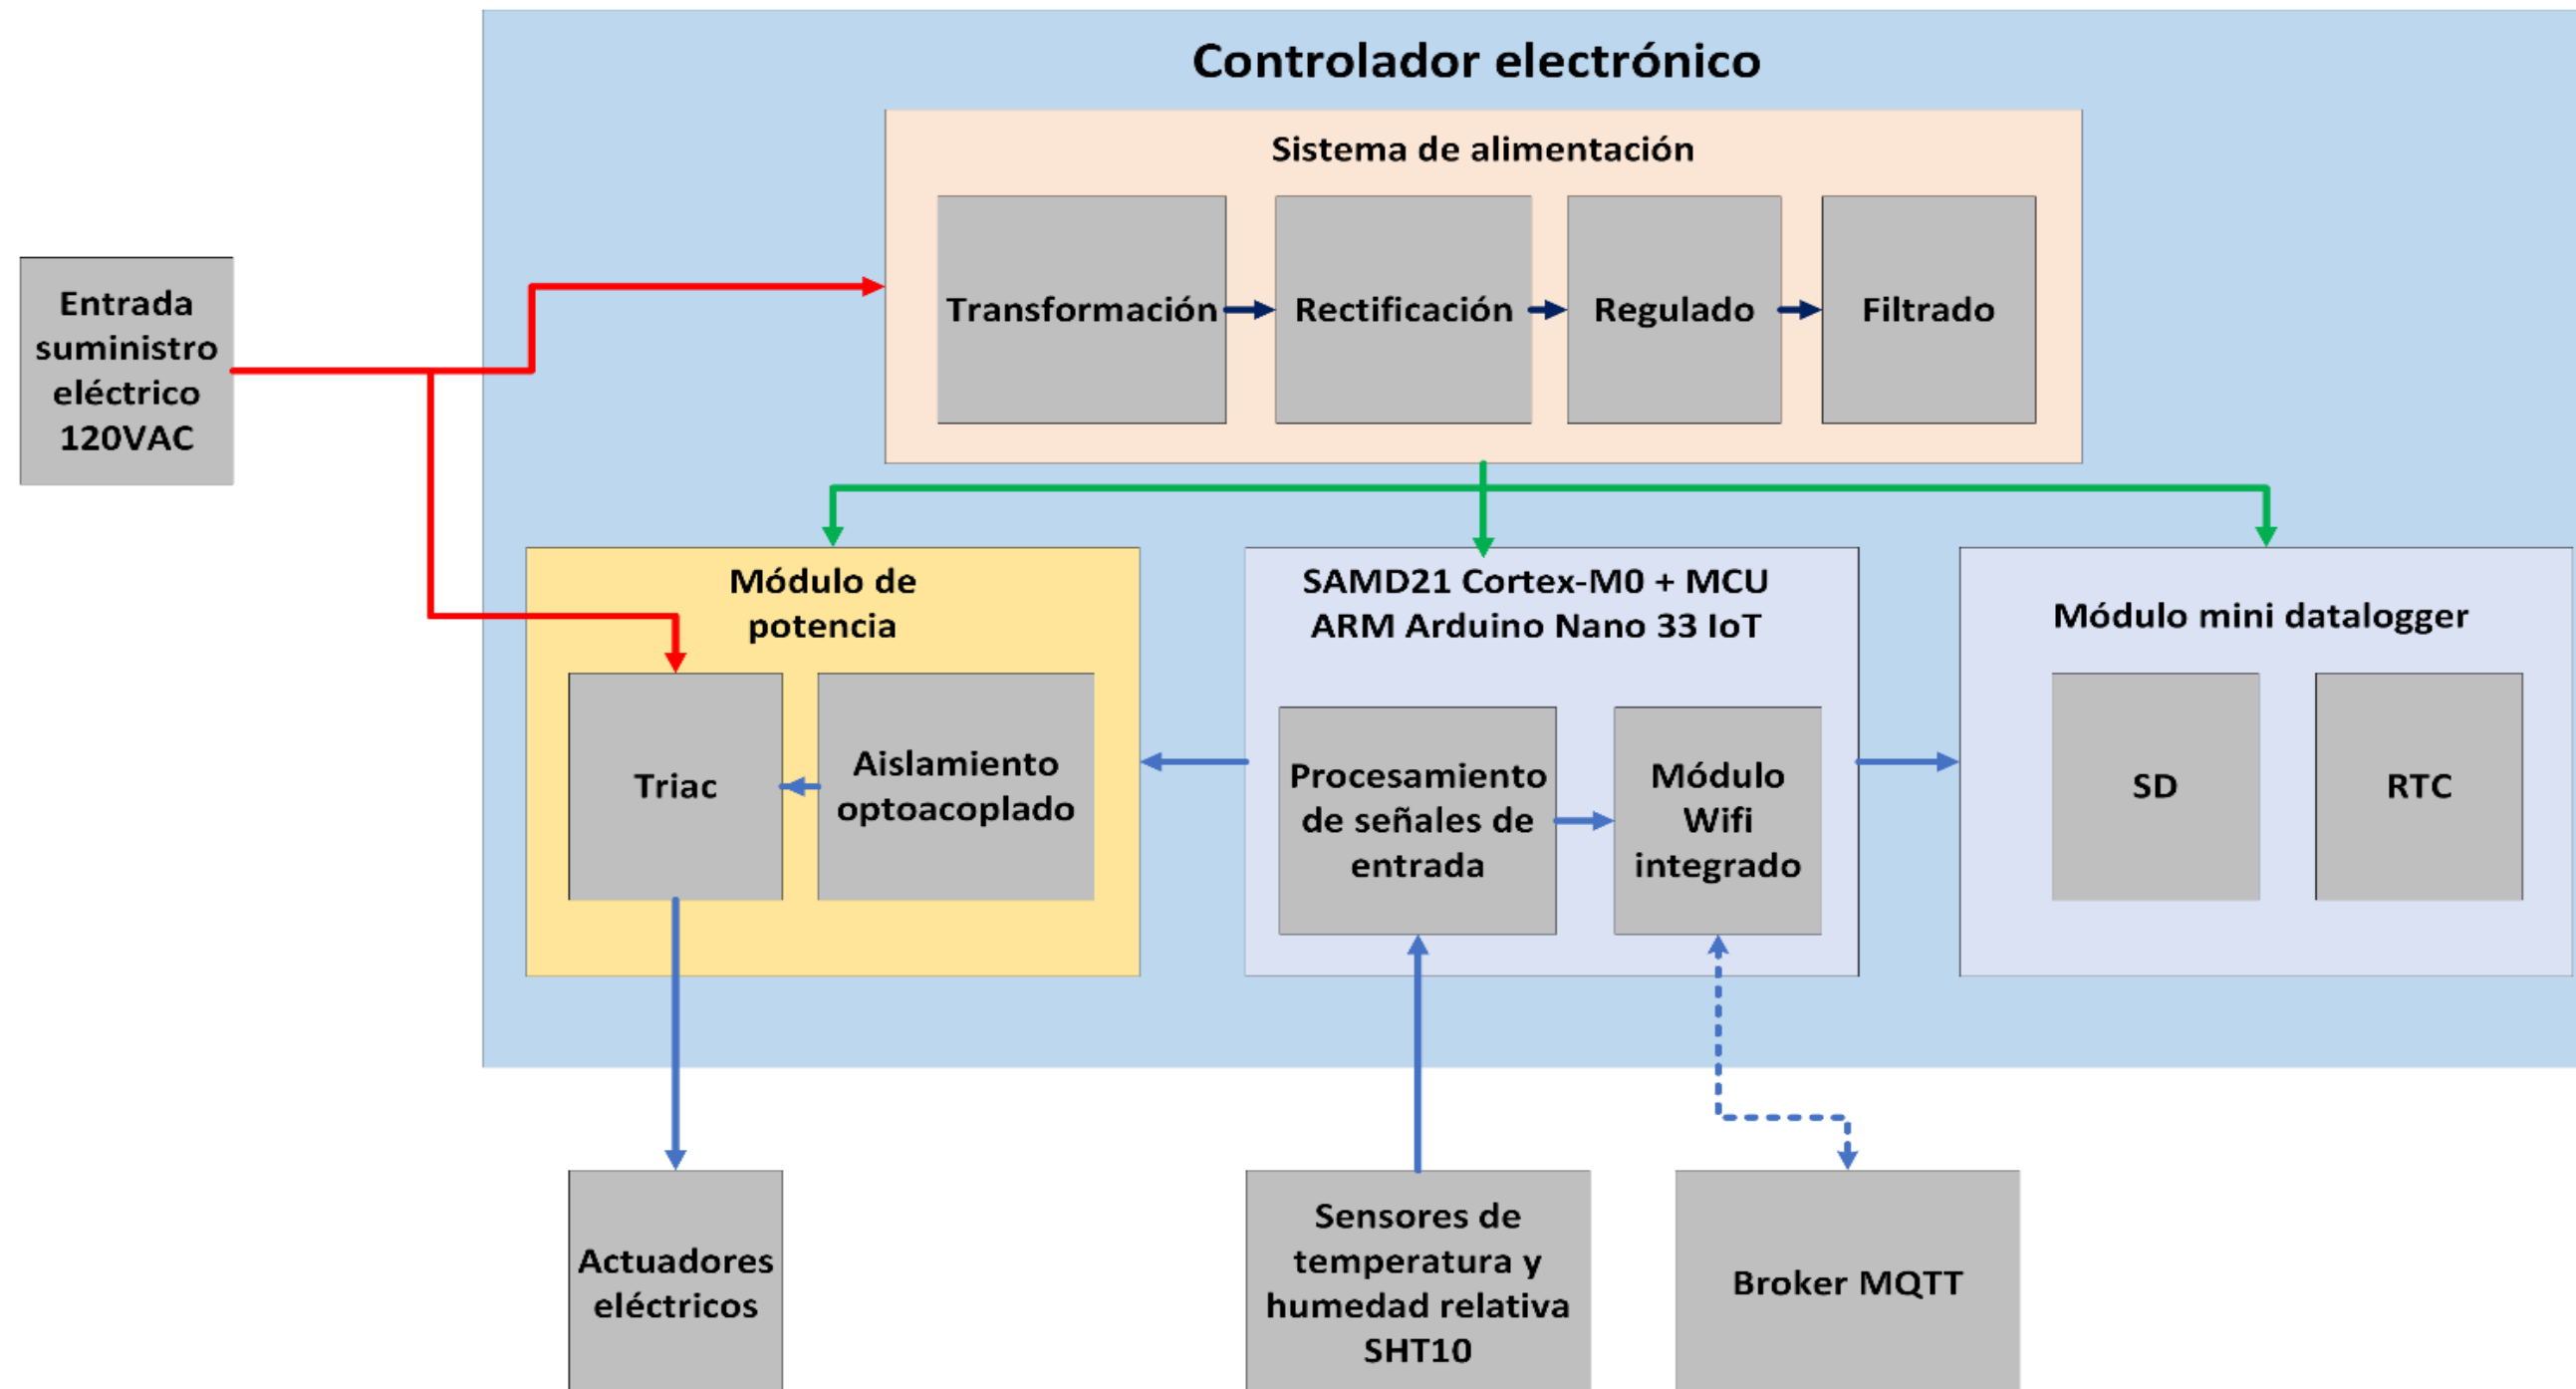 Controlador electrónico
Sistema de alimentación
Transformación
Rectificación
Regulado
Filtrado
Entrada
suministro
eléctrico
120VAC
Módulo de
potencia
Triac
Aislamiento
optoacoplado
SAMD21 Cortex-M0 + MCU
ARM Arduino Nano 33 IoT
Procesamiento
de señales de
entrada
Módulo
Wifi
integrado
Módulo mini datalogger
SD
RTC
Actuadores
eléctricos
Sensores de
temperatura y
humedad relativa
SHT10
Broker MQTT